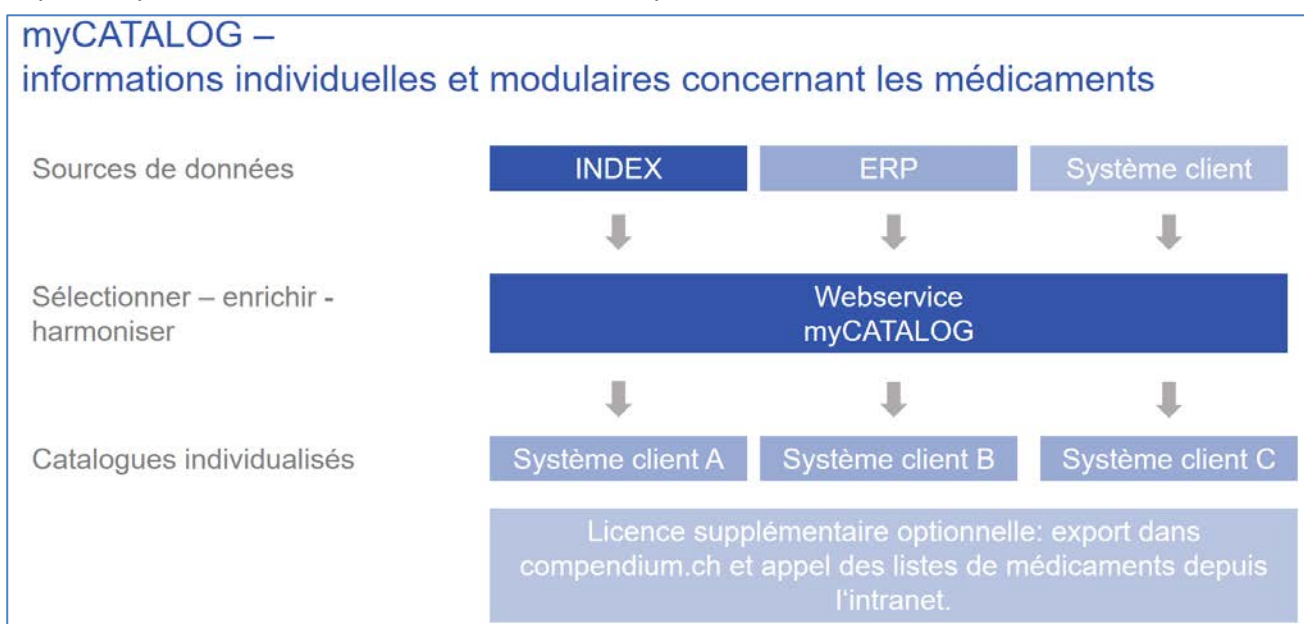 myCATALOG –
informations individuelles et modulaires concernant les médicaments
Sources de données
INDEX
ERP
Système client
Sélectionner – enrichir -
harmoniser
Webservice
myCATALOG
Catalogues individualisés
Système client A
Système client B
Système client C
Licence supplémentaire optionnelle: export dans
compendium.ch et appel des listes de médicaments depuis
l'intranet.